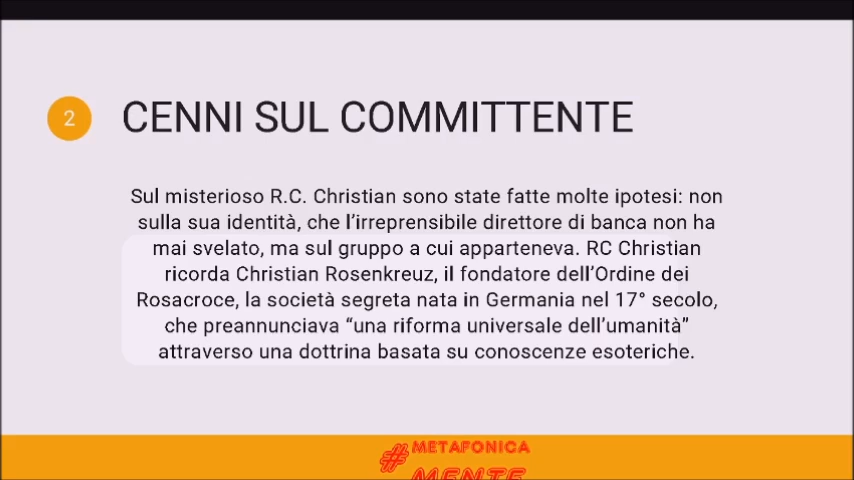 2
CENNI SUL COMMITTENTE
Sul misterioso R.C. Christian sono state fatte molte ipotesi: non
sulla sua identità, che l'irreprensibile direttore di banca non ha
mai svelato, ma sul gruppo a cui apparteneva. RC Christian
ricorda Christian Rosenkreuz, il fondatore dell'Ordine dei
Rosacroce, la società segreta nata in Germania nel 17° secolo,
che preannunciava “una riforma universale dell'umanità”
attraverso una dottrina basata su conoscenze esoteriche.
#METAFONICA
MENTE